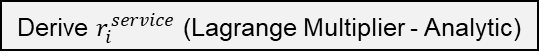 Derive $r_i^{service}$ (Lagrange Multiplier - Analytic)